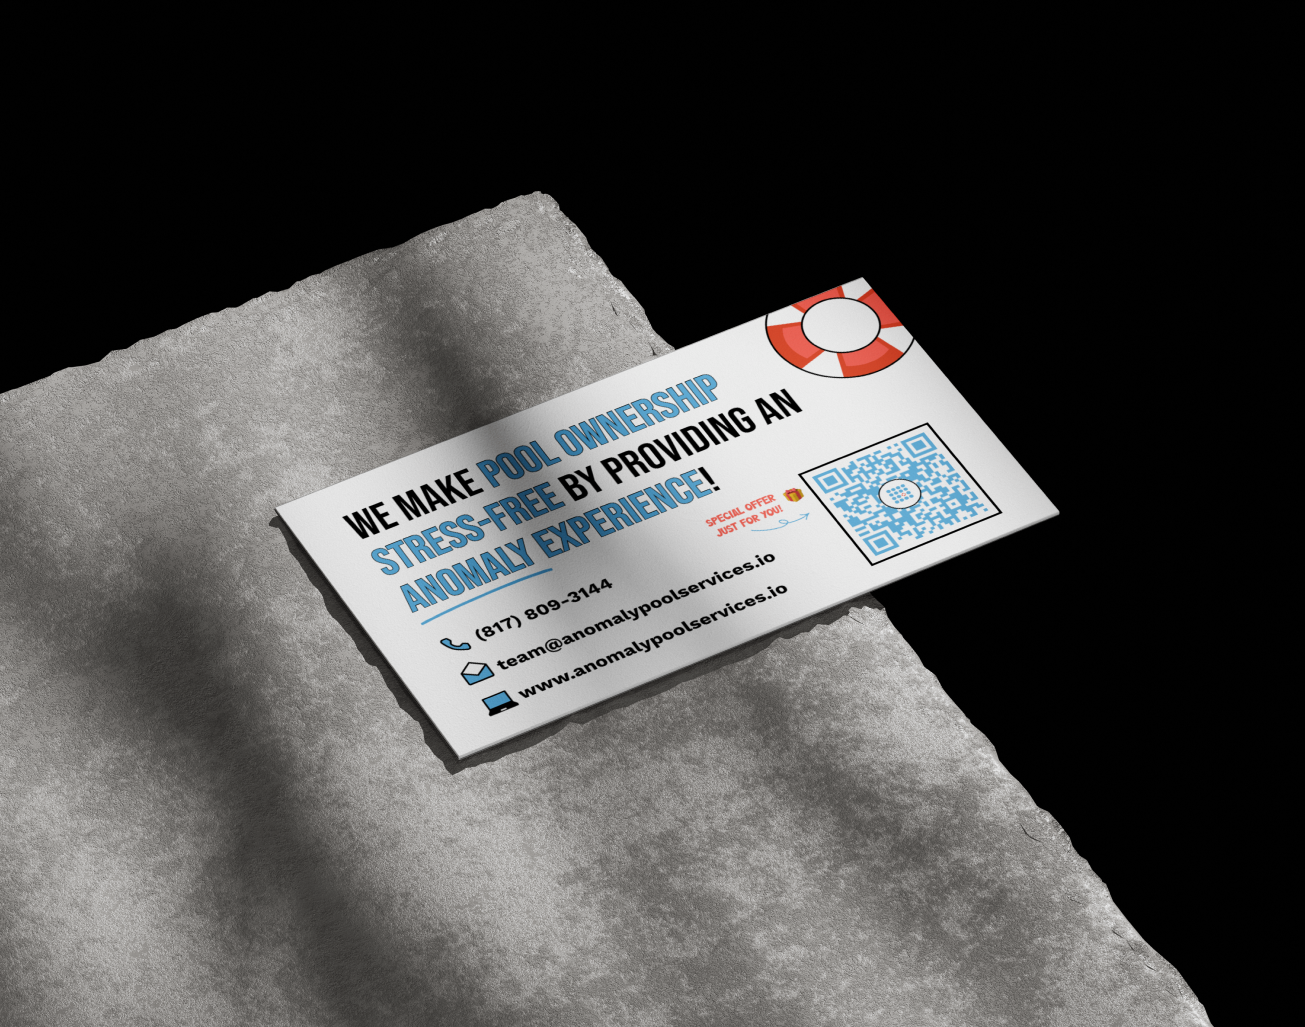 WE MAKE POOL OWNERSHIP
STRESS-FREE BY PROVIDING AN
ANOMALY EXPERIENCE!
SPECIAL OFFER
JUST FOR YOU!
(817) 809-3144
team@anomalypoolservices.io
www.anomalypoolservices.io